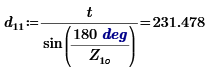 d₁₁ := t / sin(180 deg / Z₁ₒ) = 231.478